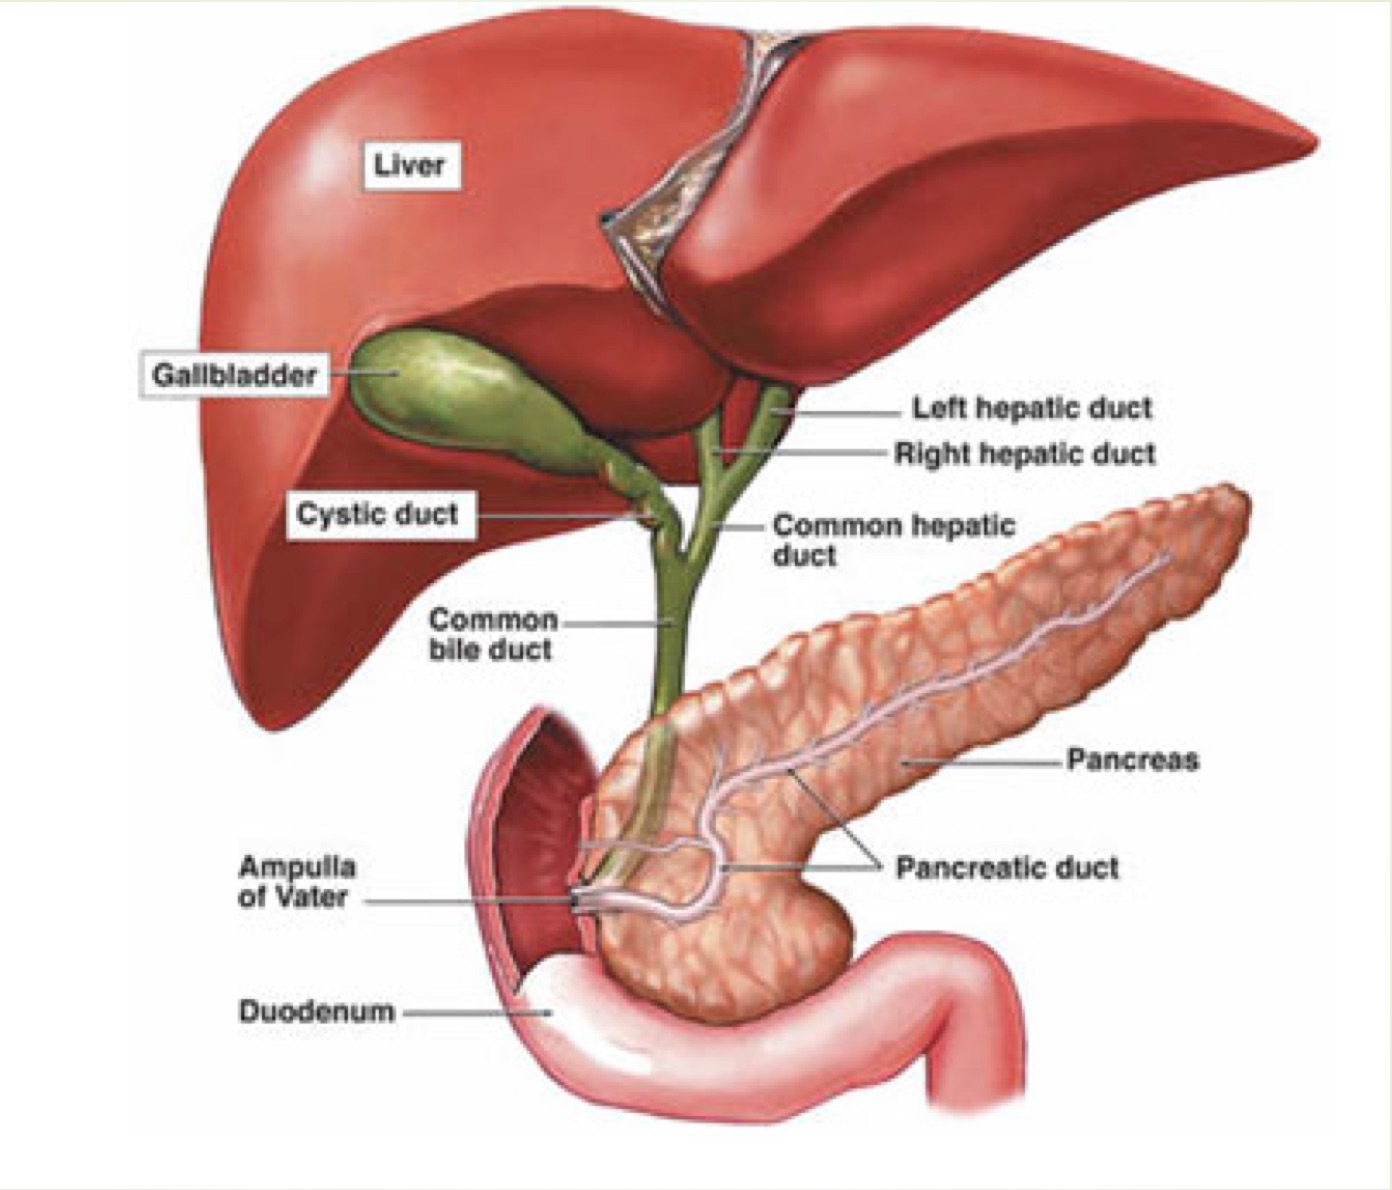 Liver
Gallbladder
Left hepatic duct
Right hepatic duct
Cystic duct
Common hepatic
duct
Common
bile duct
Pancreas
Ampulla
of Vater
Pancreatic duct
Duodenum